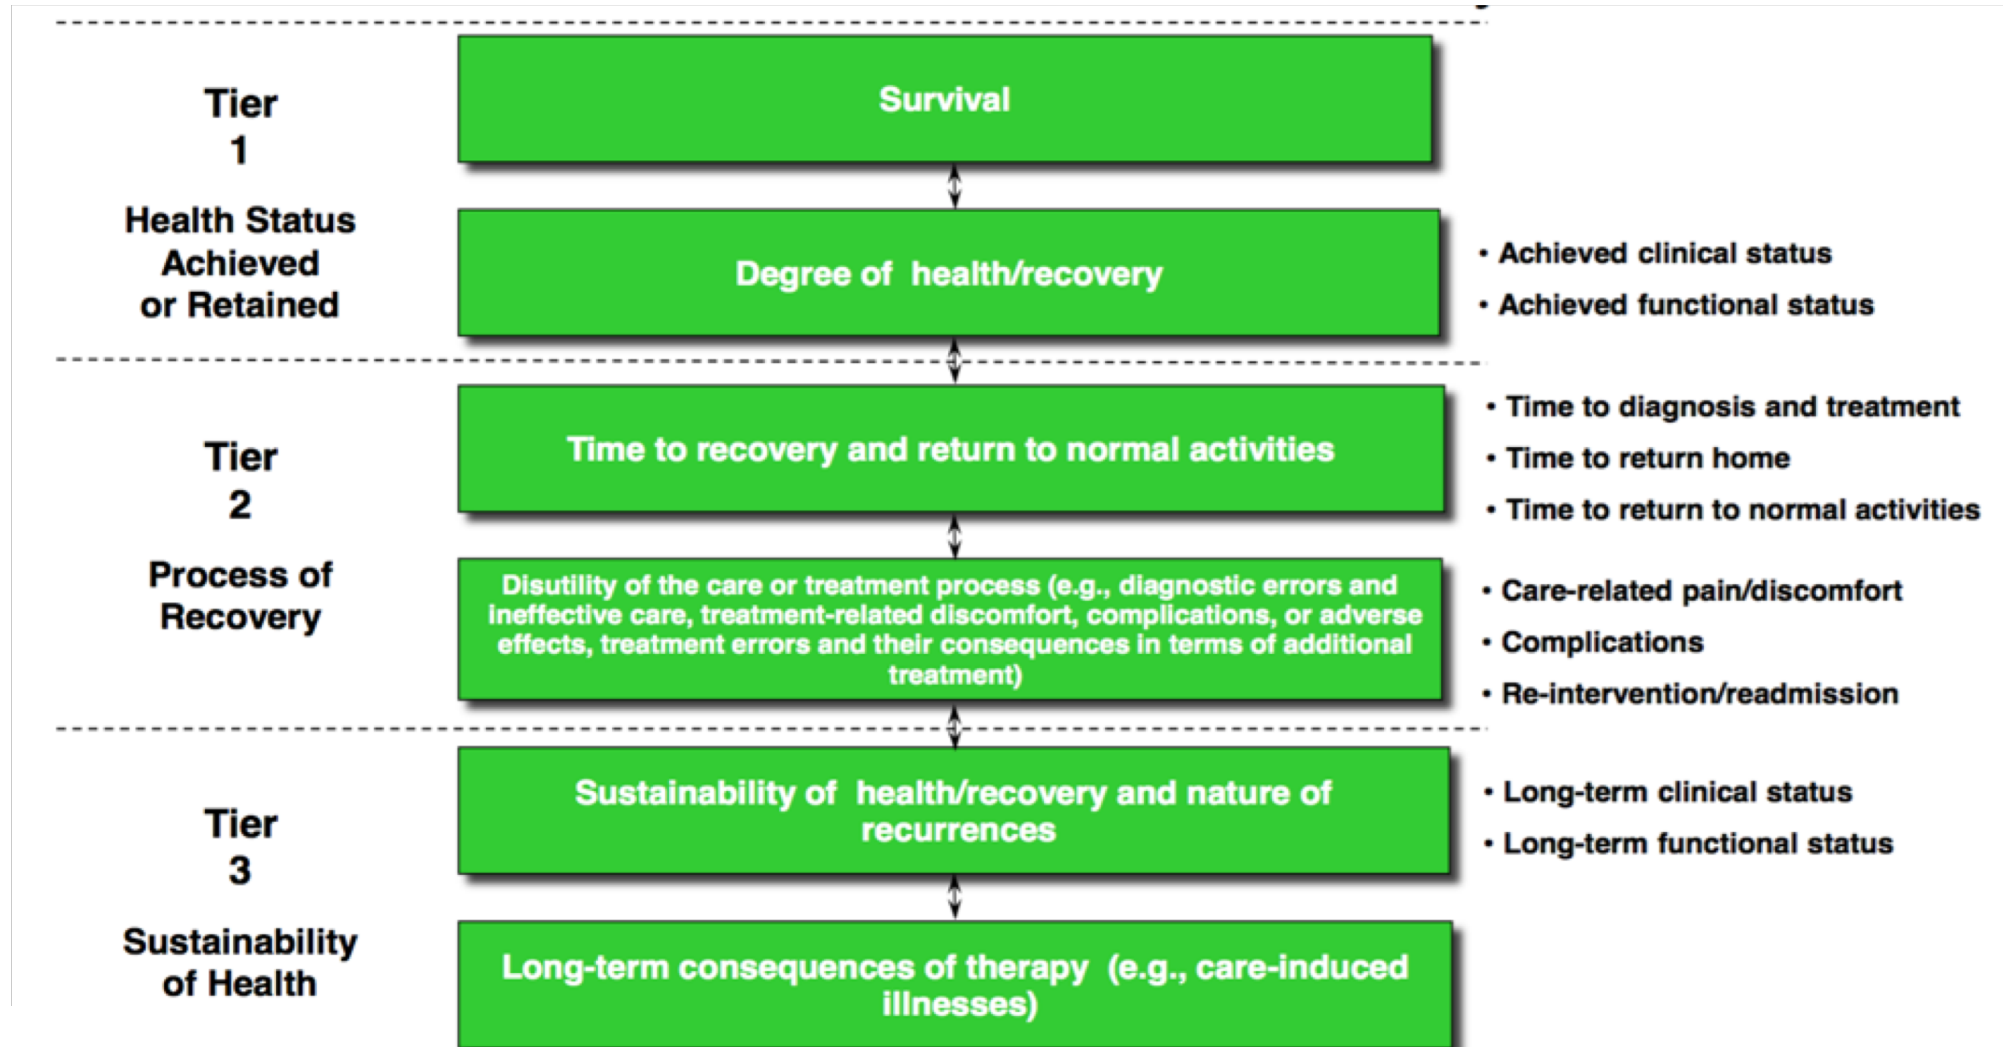 Tier
1
Health Status
Achieved
or Retained
Survival
Degree of health/recovery
• Achieved clinical status
• Achieved functional status
Tier
2
Process of
Recovery
Time to recovery and return to normal activities
• Time to diagnosis and treatment
• Time to return home
• Time to return to normal activities
Disutility of the care or treatment process (e.g., diagnostic errors and
ineffective care, treatment-related discomfort, complications, or adverse
effects, treatment errors and their consequences in terms of additional
treatment)
• Care-related pain/discomfort
• Complications
• Re-intervention/readmission
Tier
3
Sustainability
of Health
Sustainability of health/recovery and nature of
recurrences
• Long-term clinical status
• Long-term functional status
Long-term consequences of therapy (e.g., care-induced
illnesses)